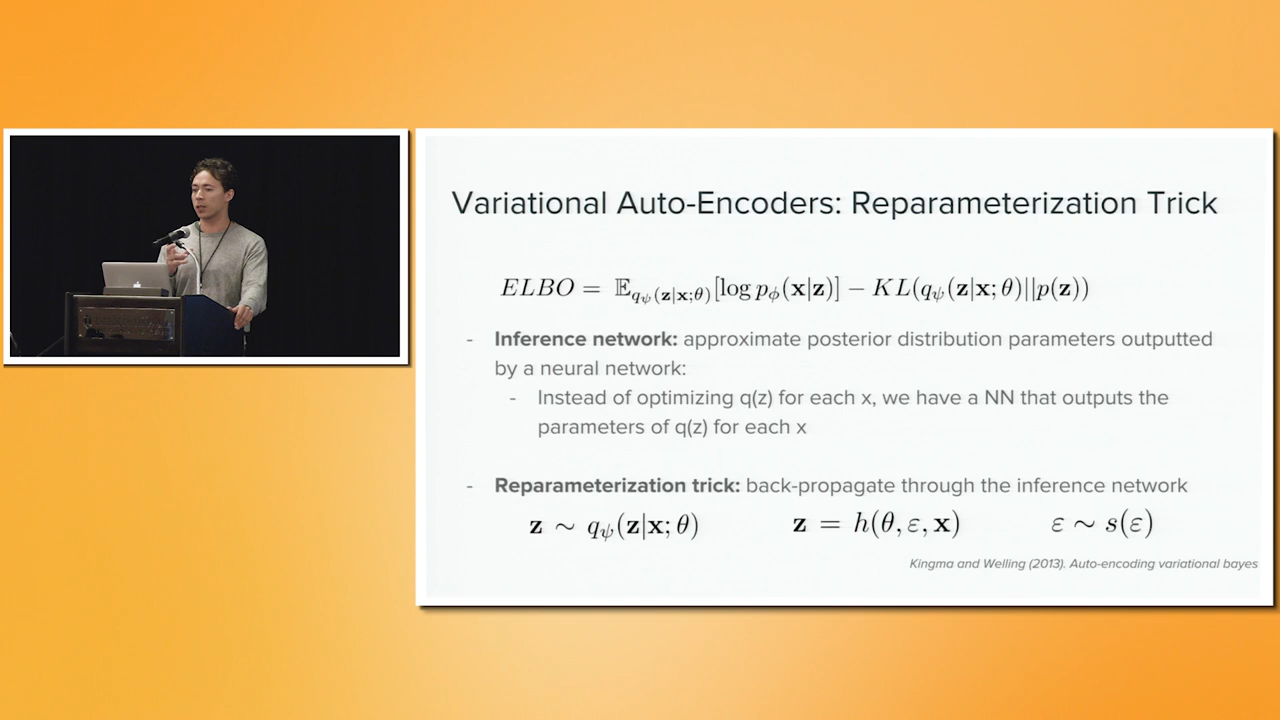 Variational Auto-Encoders: Reparameterization Trick
ELBO = 𝔼_{q_ψ(z|x;θ)}[log p_ϕ(x|z)] − KL(q_ψ(z|x;θ)||p(z))
- Inference network: approximate posterior distribution parameters outputted
by a neural network:
- Instead of optimizing q(z) for each x, we have a NN that outputs the
parameters of q(z) for each x
- Reparameterization trick: back-propagate through the inference network
z ∼ q_ψ(z|x;θ) z = h(θ,ε,x) ε ∼ s(ε)
Kingma and Welling (2013). Auto-encoding variational bayes